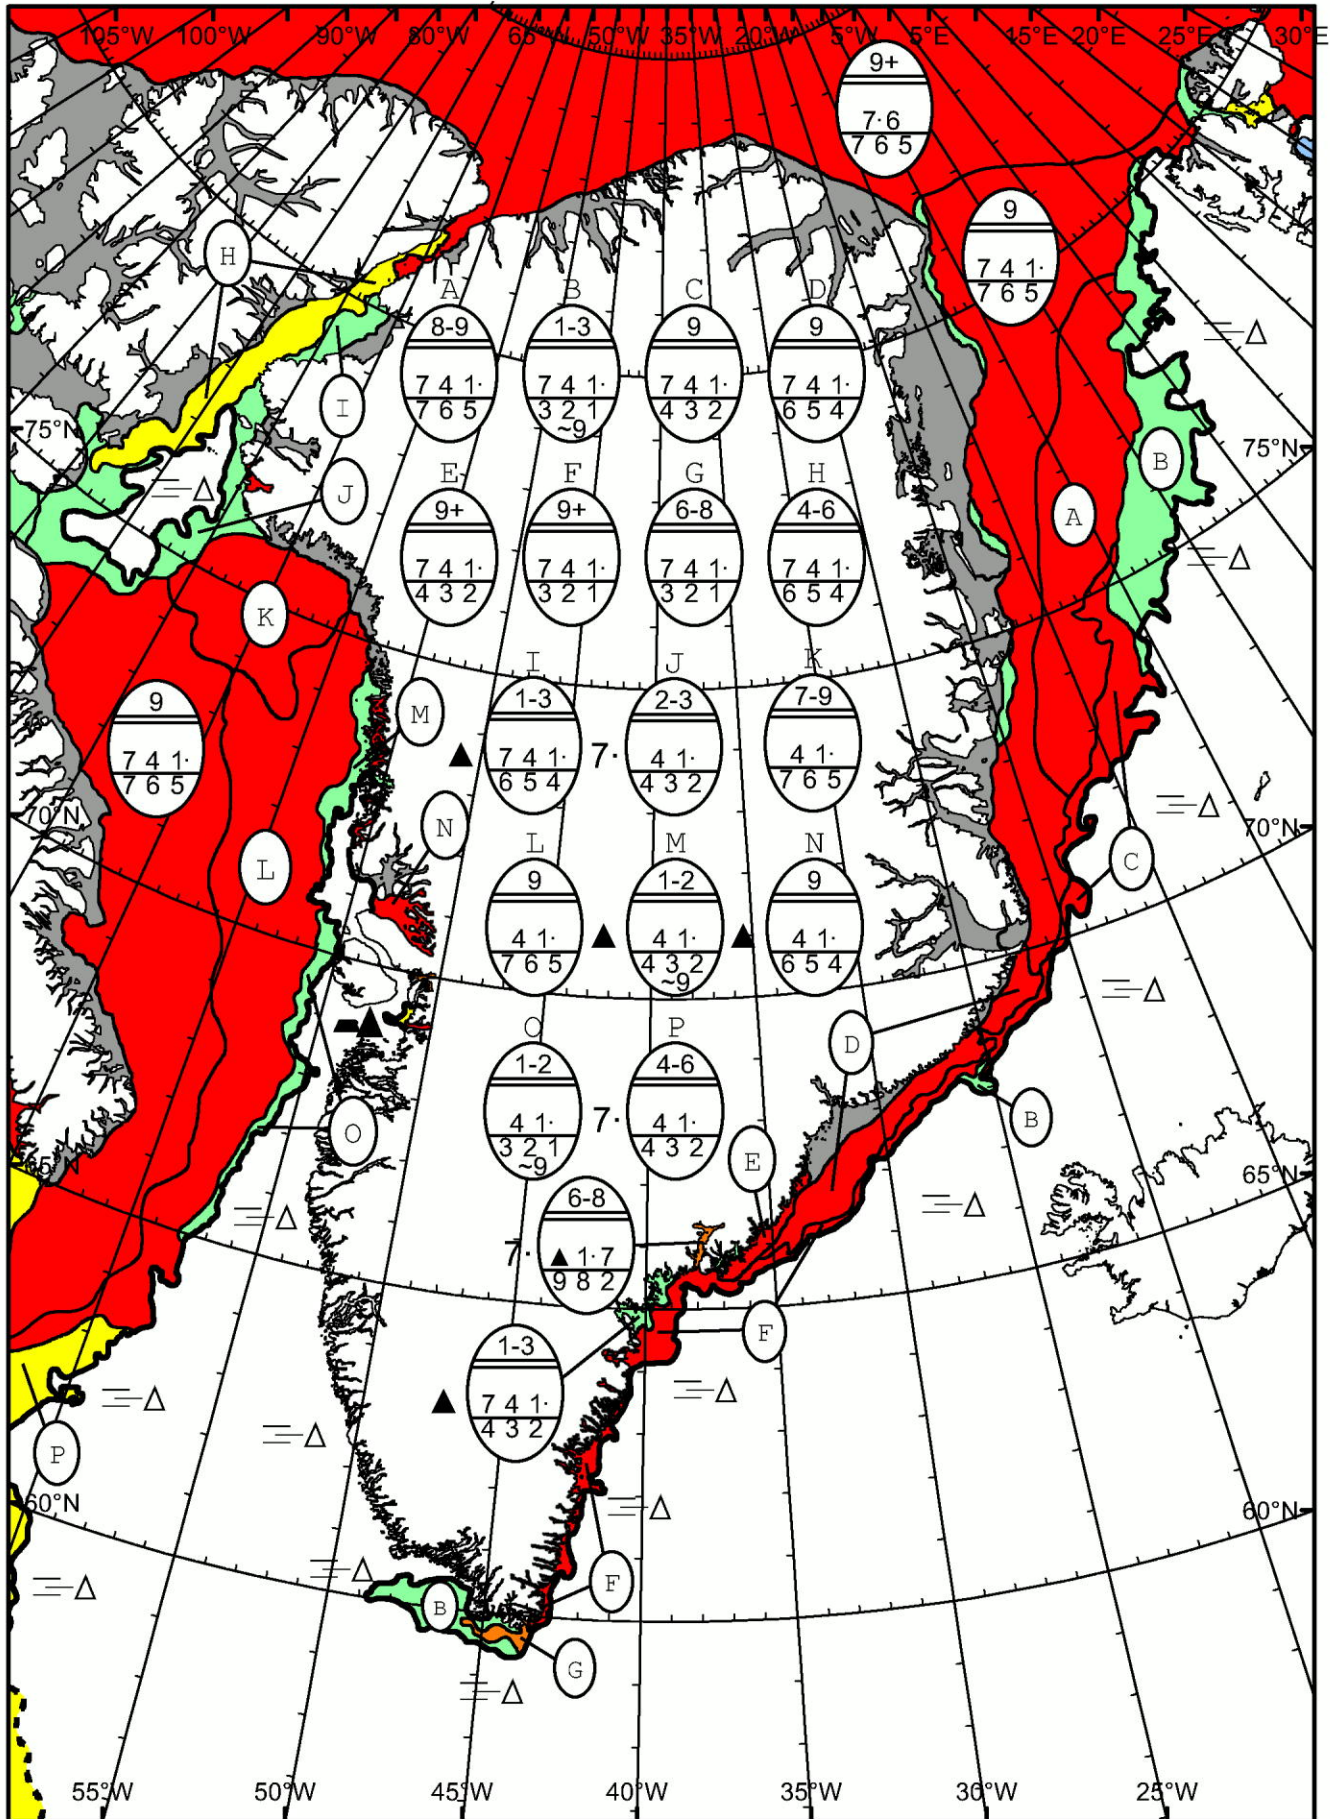 105°W 100°W 90°W 80°W 65°W 50°W 35°W 20°W 5°W 5°E 15°E 20°E 25°E 30°E
9+
7· 6
7 6 5
9
7 4 1·
7 6 5
H
A B C D
8-9 1-3 9 9
7 4 1· 7 4 1· 7 4 1· 7 4 1·
7 6 5 3 2 1 4 3 2 6 5 4
~9
I
75°N
B
75°N
J
A
E F G H
9+ 9+ 6-8 4-6
7 4 1· 7 4 1· 7 4 1· 7 4 1·
4 3 2 3 2 1 3 2 1 6 5 4
K
I J K
1-3 2-3 7-9
7 4 1· 7· 4 1· 4 1·
6 5 4 4 3 2 7 6 5
M
9
7 4 1·
7 6 5
70°N
N
70°N
L
C
L M N
9 1-2 9
4 1· 4 1· 4 1·
7 6 5 4 3 2 6 5 4
~9
O P
1-2 4-6
4 1· 7· 4 1·
3 2 1 4 3 2
~9
D
B
O
E
65°N
65°N
6-8
7· 1· 7
9 8 2
F
1-3
7 4 1·
4 3 2
P
60°N
60°N
F
B
G
55°W 50°W 45°W 40°W 35°W 30°W 25°W